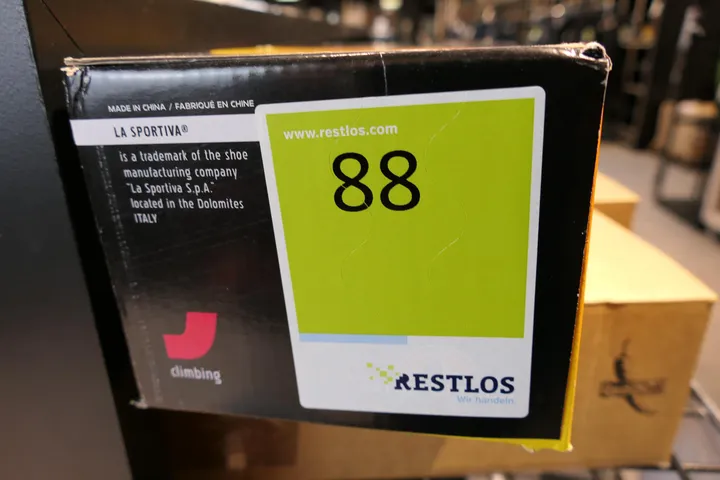 MADE IN CHINA / FABRIQUÉ EN CHINE
LA SPORTIVA®
is a trademark of the shoe
manufacturing company
"La Sportiva S.p.A."
located in the Dolomites
ITALY
climbing
www.restlos.com
88
RESTLOS
Wir handeln.